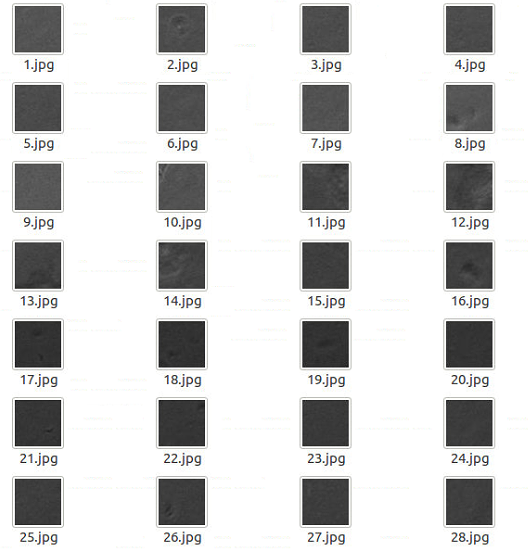 1.jpg 2.jpg 3.jpg 4.jpg
5.jpg 6.jpg 7.jpg 8.jpg
9.jpg 10.jpg 11.jpg 12.jpg
13.jpg 14.jpg 15.jpg 16.jpg
17.jpg 18.jpg 19.jpg 20.jpg
21.jpg 22.jpg 23.jpg 24.jpg
25.jpg 26.jpg 27.jpg 28.jpg